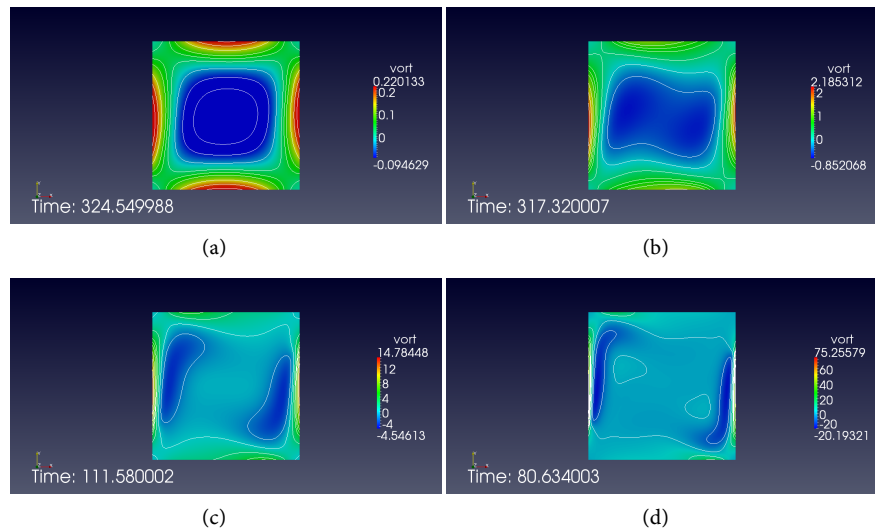 vort
0.220133
0.2
0.1
0
-0.094629
Time: 324.549988
(a)
vort
2.185312
2
1
0
-0.852068
Time: 317.320007
(b)
vort
14.78448
12
8
4
0
-4
-4.54613
Time: 111.580002
(c)
vort
75.25579
60
40
20
0
-20
-20.19321
Time: 80.634003
(d)